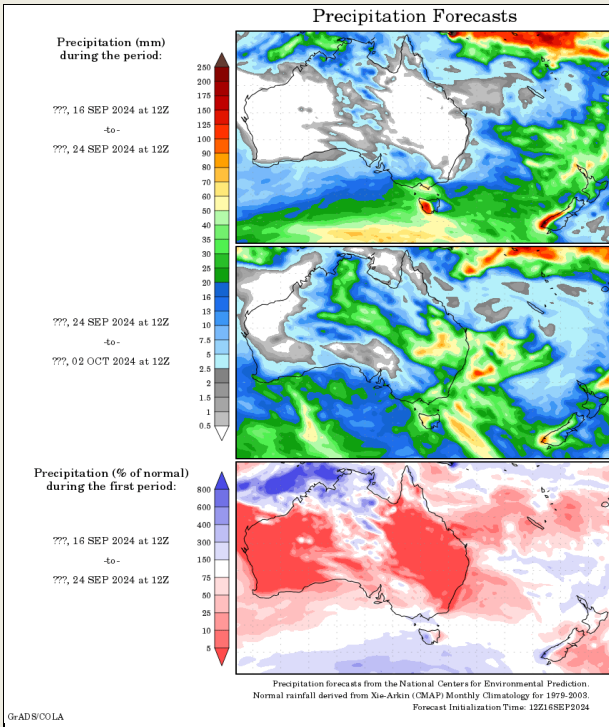 Precipitation Forecasts
Precipitation (mm)
during the period:
???, 16 SEP 2024 at 12Z
-to-
???, 24 SEP 2024 at 12Z
250
200
175
150
125
100
90
80
70
60
50
40
35
30
25
20
16
13
10
7.5
5
2.5
2
1.5
1
0.5
???, 24 SEP 2024 at 12Z
-to-
???, 02 OCT 2024 at 12Z
Precipitation (% of normal)
during the first period:
???, 16 SEP 2024 at 12Z
-to-
???, 24 SEP 2024 at 12Z
800
600
400
300
150
75
50
25
10
5
Precipitation forecasts from the National Centers for Environmental Prediction.
Normal rainfall derived from Xie-Arkin (CMAP) Monthly Climatology for 1979-2003.
Forecast Initialization Time: 12Z16SEP2024
GrADS/COLA